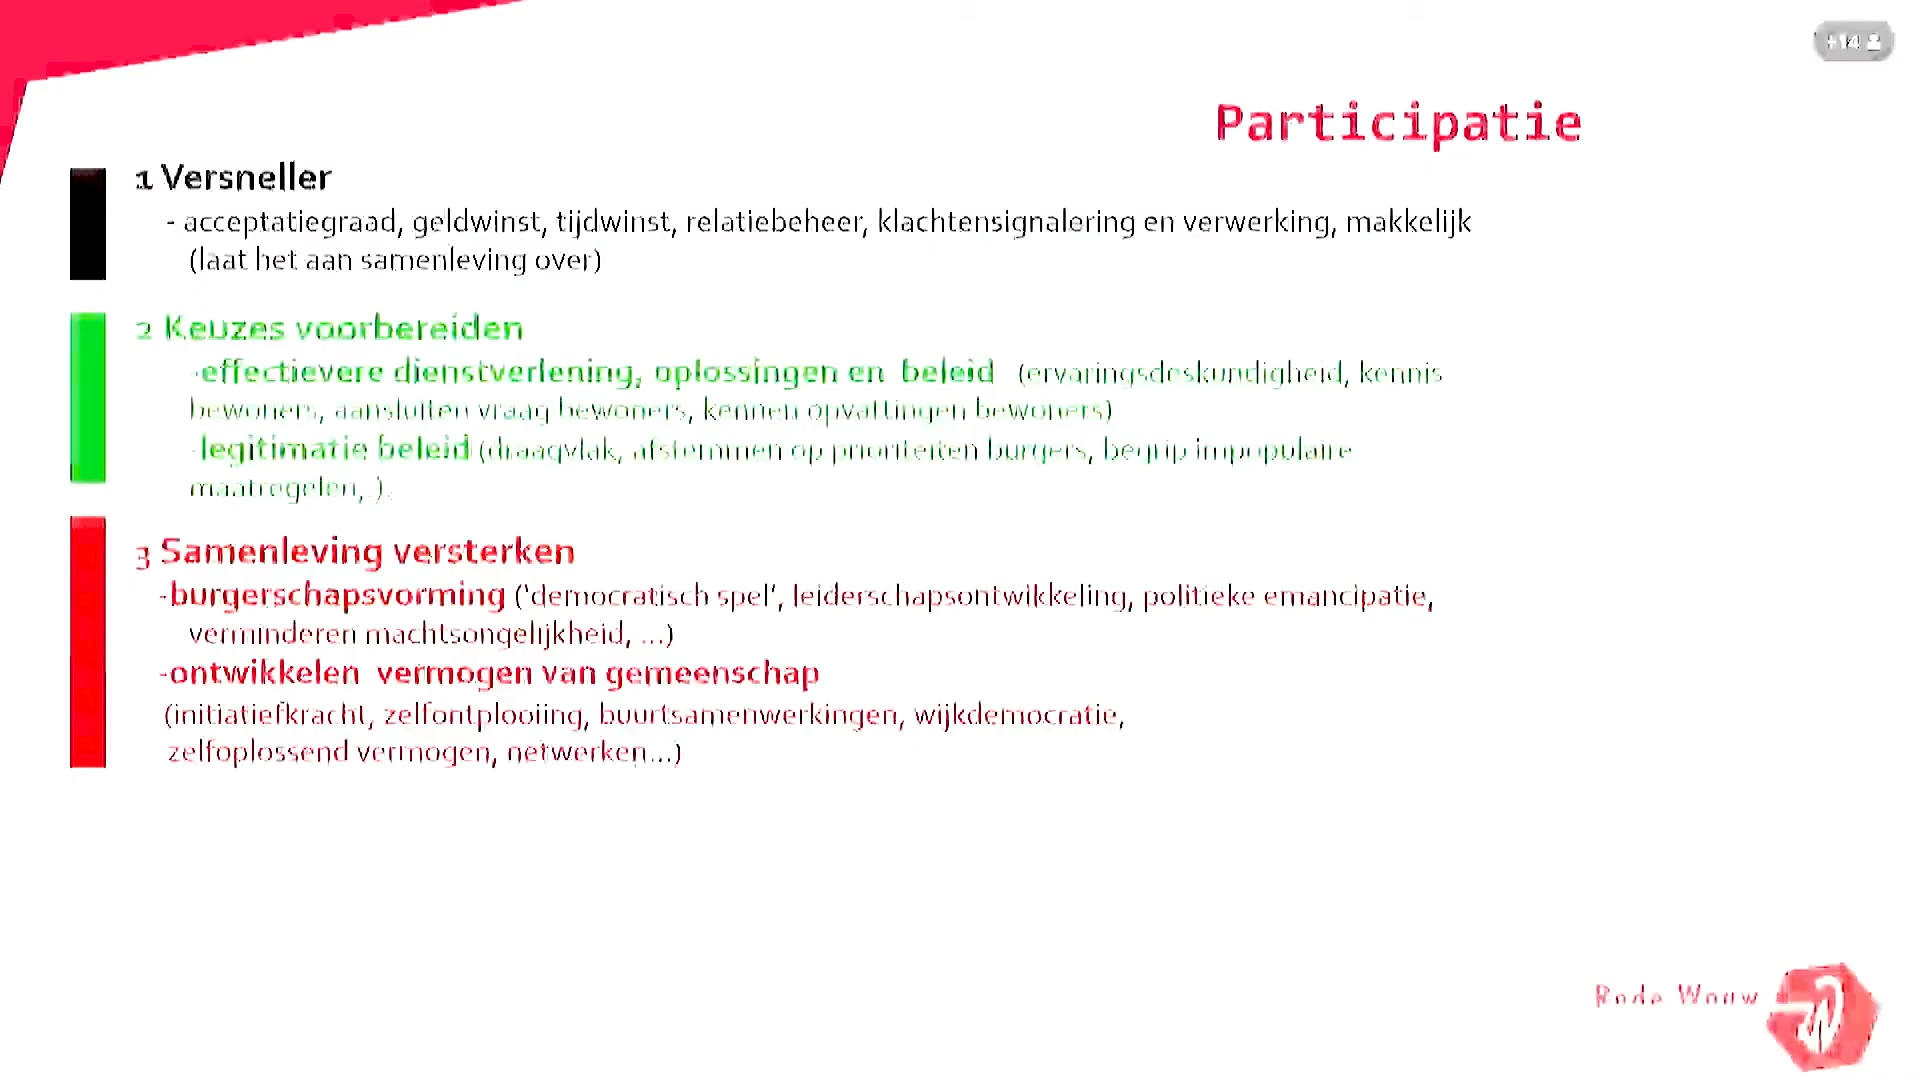 +14
Participatie
1 Versneller
- acceptatiegraad, geldwinst, tijdwinst, relatiebeheer, klachtensignalering en verwerking, makkelijk
(laat het aan samenleving over)
2 Keuzes voorbereiden
-effectievere dienstverlening, oplossingen en beleid (ervaringsdeskundigheid, kennis
bewoners, aansluiten vraag bewoners, kennen opvattingen bewoners)
-legitimatie beleid (draagvlak, afstemmen op prioriteiten burgers, begrip impopulaire
maatregelen,.).
3 Samenleving versterken
-burgerschapsvorming (‘democratisch spel’, leiderschapsontwikkeling, politieke emancipatie,
verminderen machtsongelijkheid, ...)
-ontwikkelen vermogen van gemeenschap
(initiatiefkracht, zelfontplooiing, buurtsamenwerkingen, wijkdemocratie,
zelfoplossend vermogen, netwerken...)
Rode Wouw